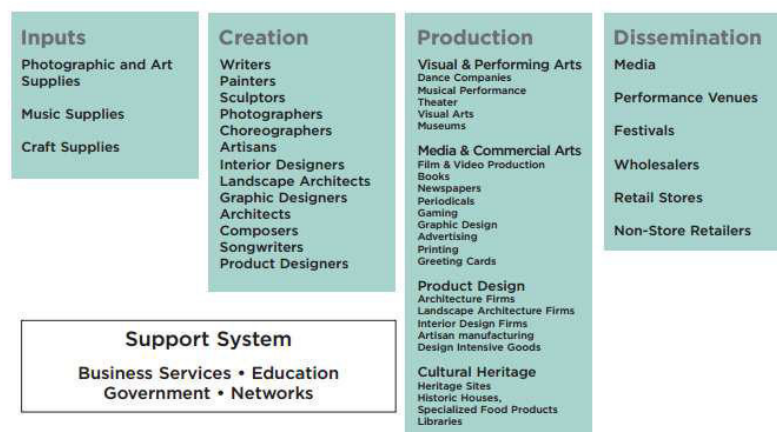 Inputs
Photographic and Art
Supplies
Music Supplies
Craft Supplies
Creation
Writers
Painters
Sculptors
Photographers
Choreographers
Artisans
Interior Designers
Landscape Architects
Graphic Designers
Architects
Composers
Songwriters
Product Designers
Production
Visual & Performing Arts
Dance Companies
Musical Performance
Theater
Visual Arts
Museums
Media & Commercial Arts
Film & Video Production
Books
Newspapers
Periodicals
Gaming
Graphic Design
Advertising
Printing
Greeting Cards
Product Design
Architecture Firms
Landscape Architecture Firms
Interior Design Firms
Artisan manufacturing
Design Intensive Goods
Cultural Heritage
Heritage Sites
Historic Houses,
Specialized Food Products
Libraries
Dissemination
Media
Performance Venues
Festivals
Wholesalers
Retail Stores
Non-Store Retailers
Support System
Business Services • Education
Government • Networks